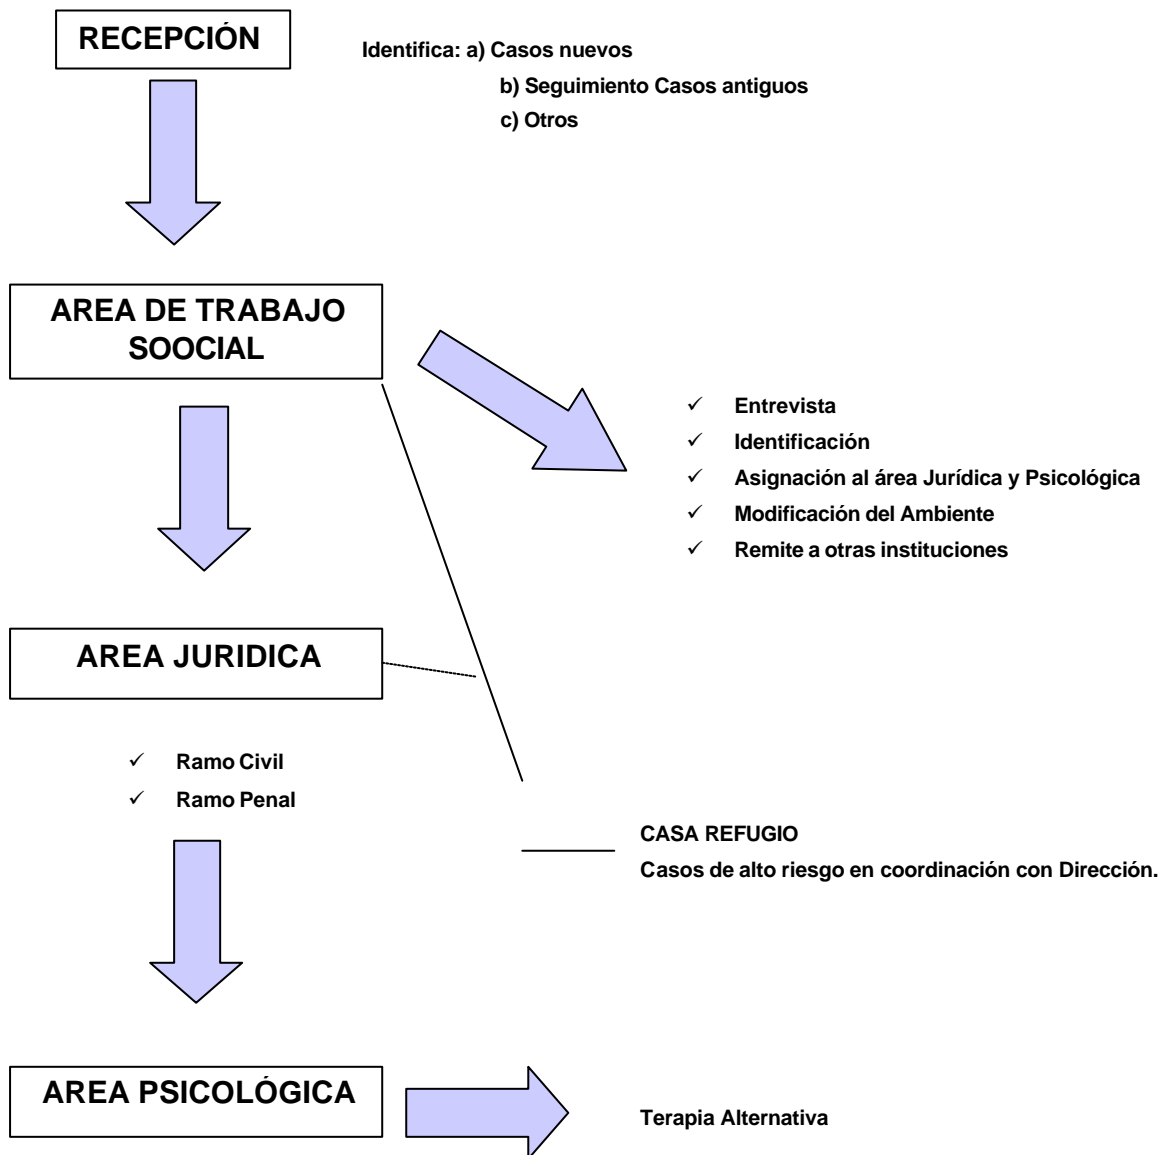 RECEPCIÓN
Identifica: a) Casos nuevos
b) Seguimiento Casos antiguos
c) Otros
AREA DE TRABAJO
SOOCIAL
✓ Entrevista
✓ Identificación
✓ Asignación al área Jurídica y Psicológica
✓ Modificación del Ambiente
✓ Remite a otras instituciones
AREA JURIDICA
✓ Ramo Civil
✓ Ramo Penal
CASA REFUGIO
Casos de alto riesgo en coordinación con Dirección.
AREA PSICOLÓGICA
Terapia Alternativa